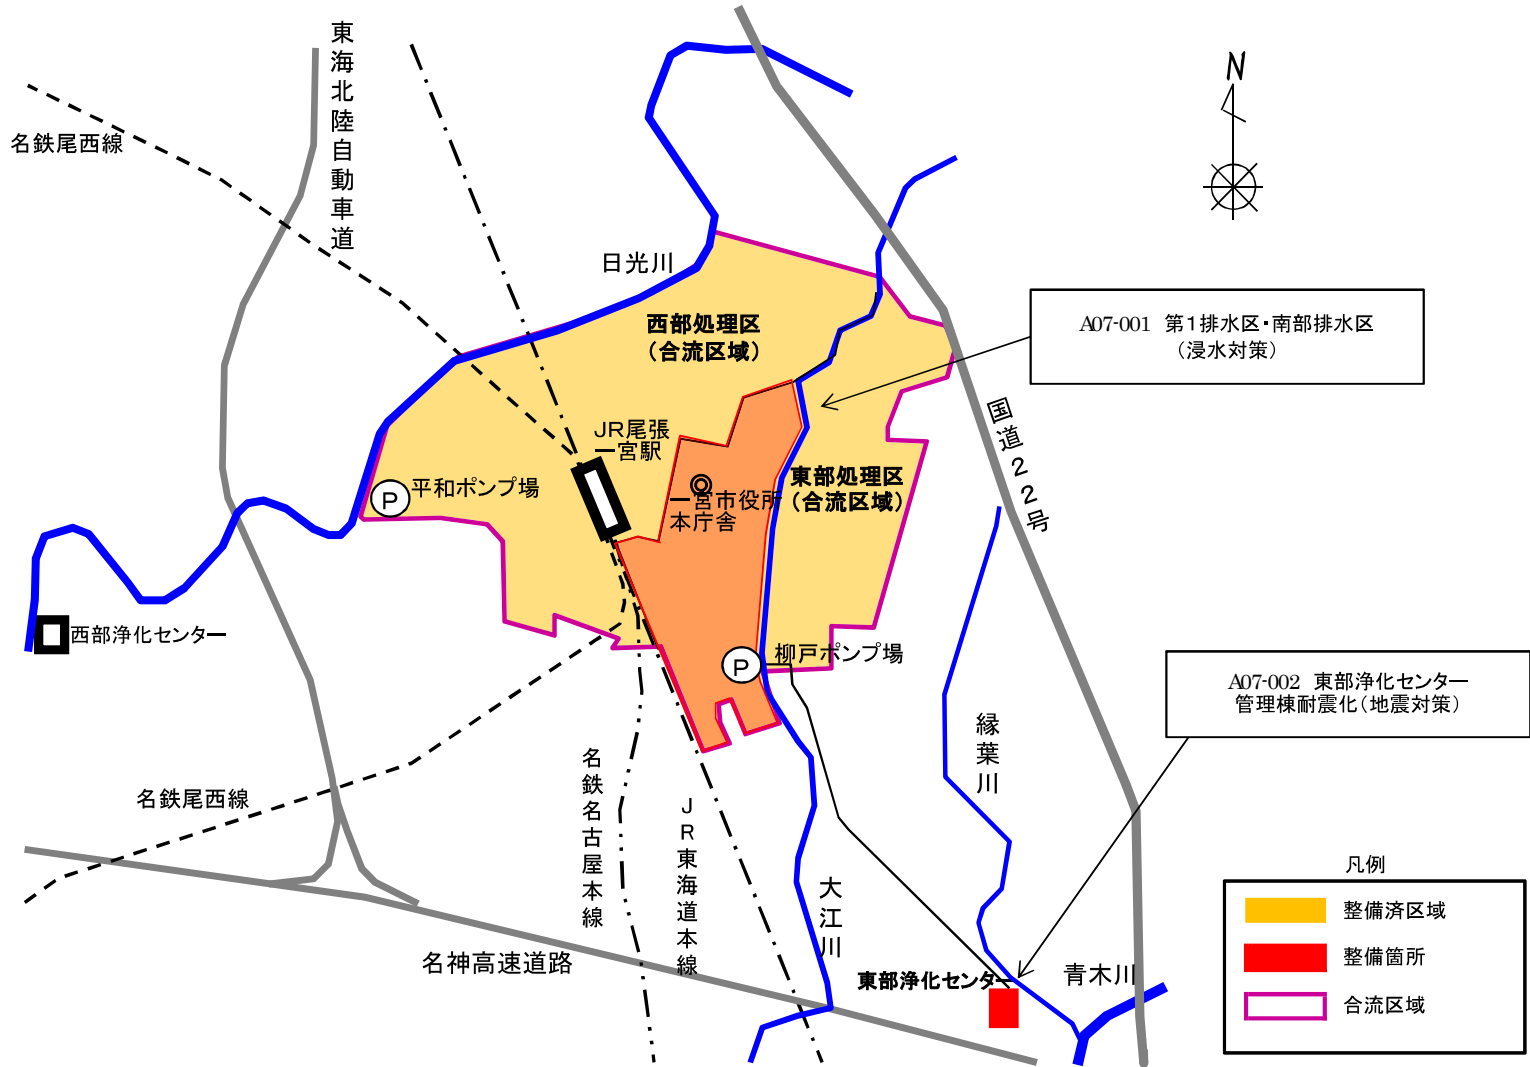 東海北陸自動車道
N
名鉄尾西線
日光川
西部処理区
（合流区域）
A07-001 第１排水区・南部排水区
（浸水対策）
国道２２号
JR尾張
一宮駅
平和ポンプ場
P
一宮市役所
本庁舎
東部処理区
（合流区域）
西部浄化センター
柳戸ポンプ場
P
A07-002 東部浄化センター
管理棟耐震化（地震対策）
縁葉川
名鉄尾西線
名鉄名古屋本線
ＪＲ東海道本線
大江川
名神高速道路
東部浄化センター
青木川
凡例
整備済区域
整備箇所
合流区域